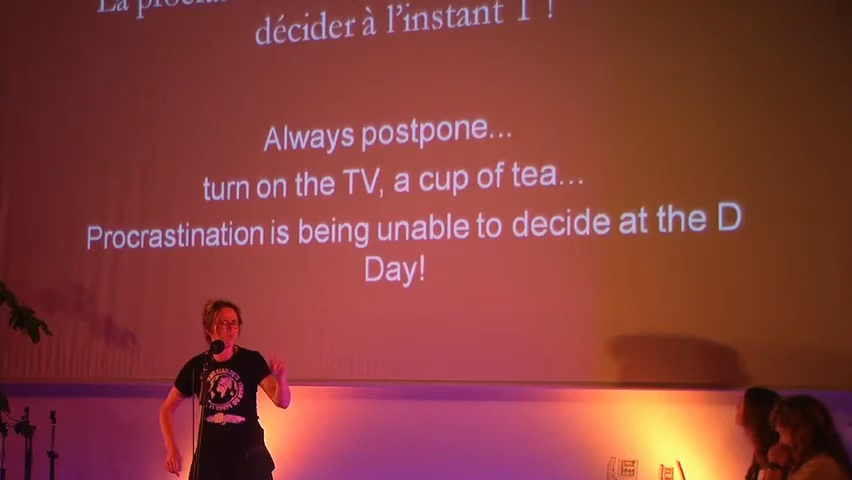 La
décider à l'instant T !
Always postpone...
turn on the TV, a cup of tea...
Procrastination is being unable to decide at the D
Day!